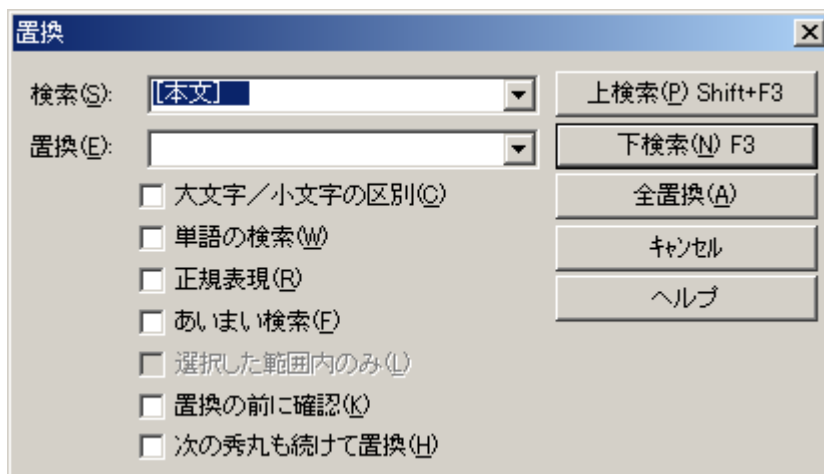 置換
検索(S):
[本文]
上検索(P) Shift+F3
置換(E):
下検索(N) F3
大文字／小文字の区別(C)
全置換(A)
単語の検索(W)
キャンセル
正規表現(R)
ヘルプ
あいまい検索(F)
選択した範囲内のみ(L)
置換の前に確認(K)
次の秀丸も続けて置換(H)